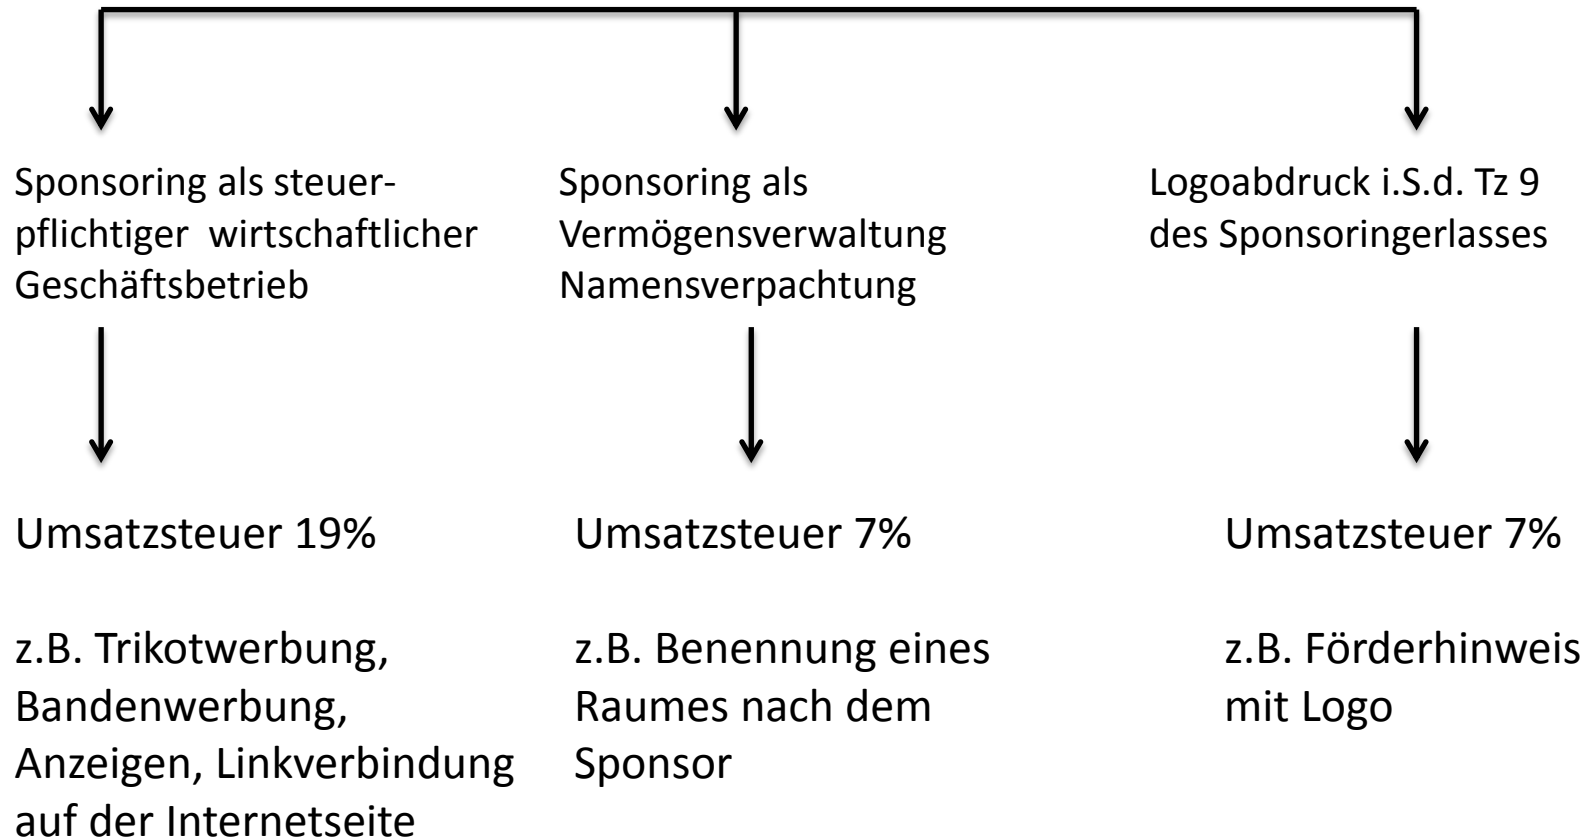 Sponsoring als steuer-
pflichtiger wirtschaftlicher
Geschäftsbetrieb
Sponsoring als
Vermögensverwaltung
Namensverpachtung
Logoabdruck i.S.d. Tz 9
des Sponsoringerlasses
Umsatzsteuer 19%
Umsatzsteuer 7%
Umsatzsteuer 7%
z.B. Trikotwerbung,
Bandenwerbung,
Anzeigen, Linkverbindung
auf der Internetseite
z.B. Benennung eines
Raumes nach dem
Sponsor
z.B. Förderhinweis
mit Logo